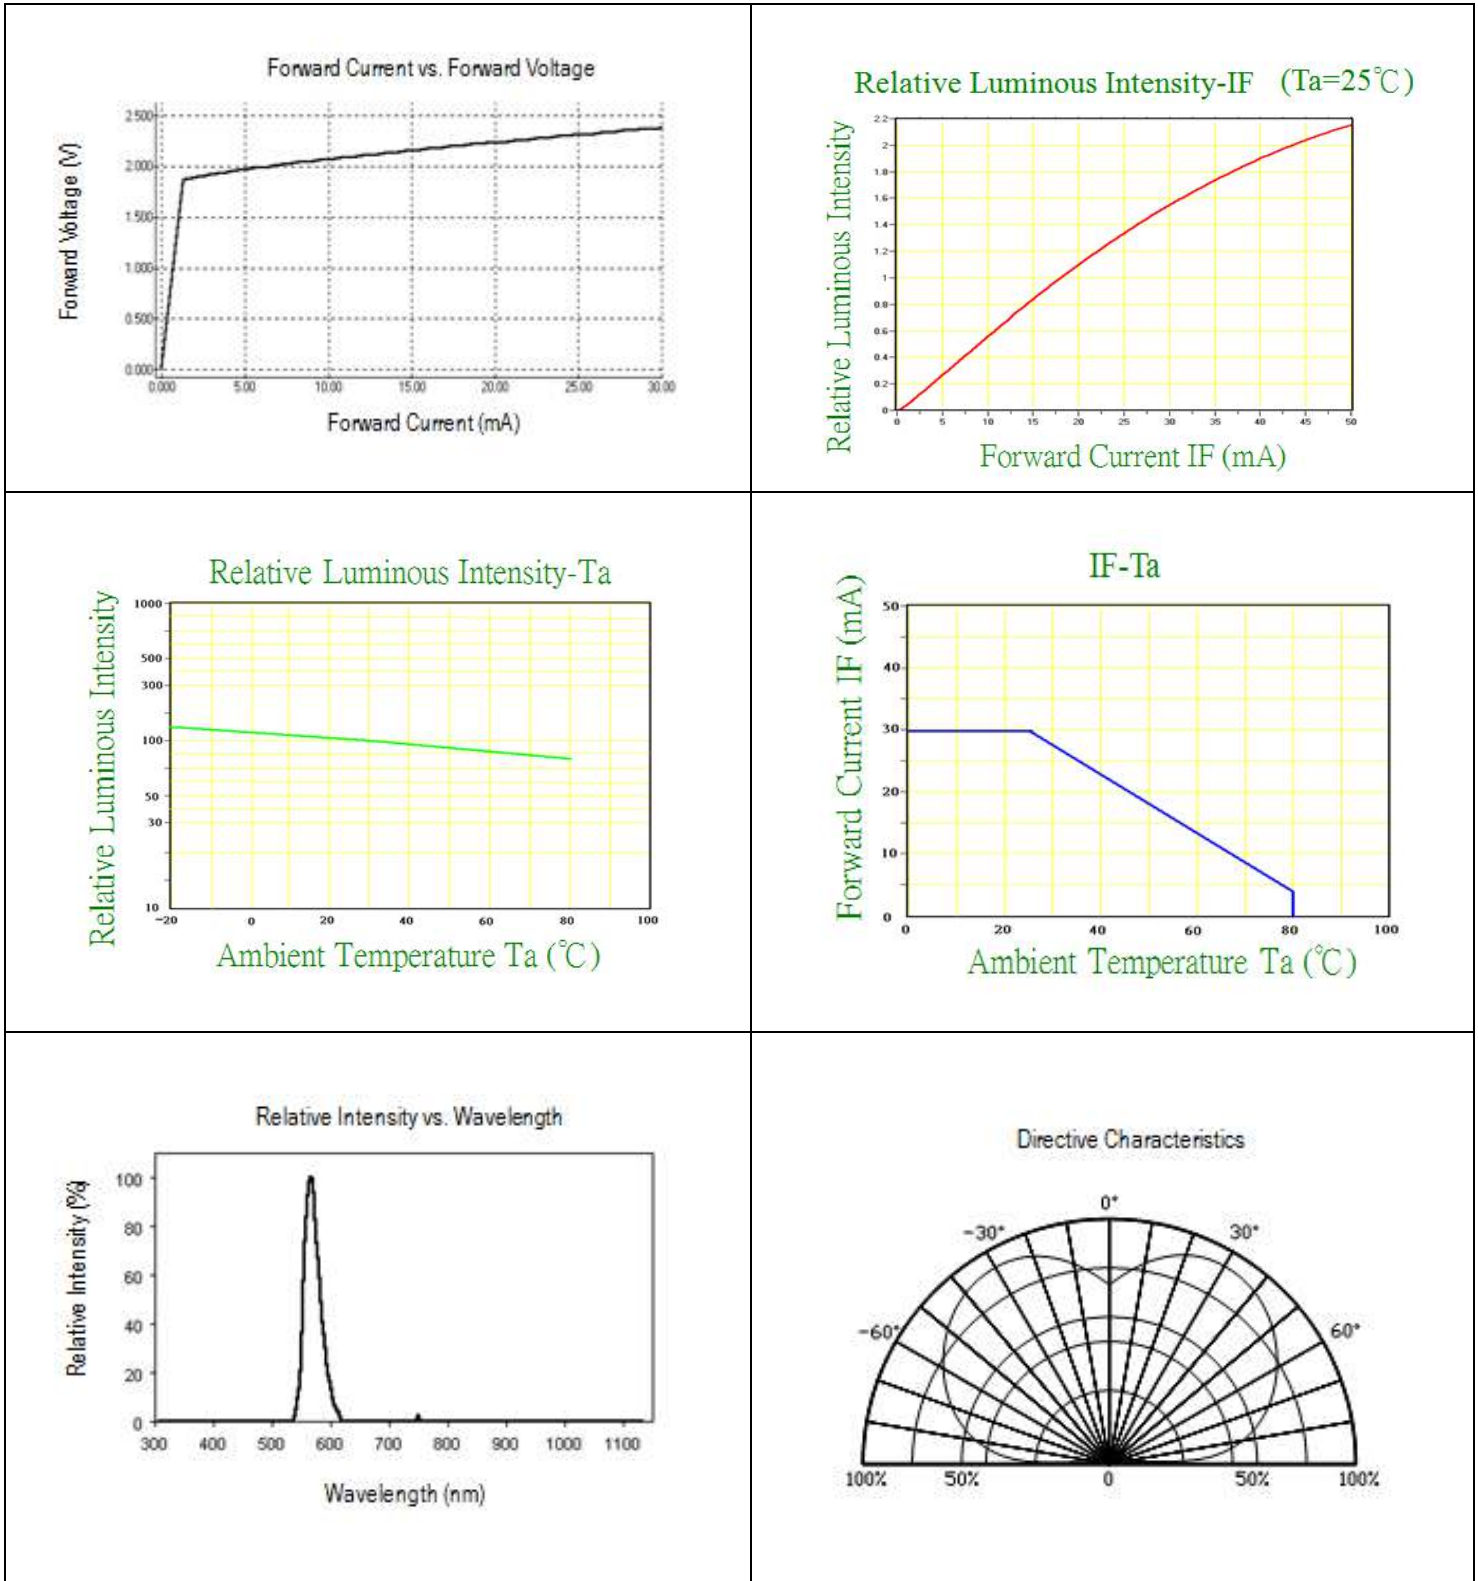 Forward Current vs. Forward Voltage
Forward Voltage (V)
2.500
2.000
1.500
1.000
0.500
0.000
0.000 5.00 10.00 15.00 20.00 25.00 30.00
Forward Current (mA)
Relative Luminous Intensity-IF (Ta=25℃)
Relative Luminous Intensity
2.2
2
1.8
1.6
1.4
1.2
1
0.8
0.6
0.4
0.2
0
0 5 10 15 20 25 30 35 40 45 50
Forward Current IF (mA)
Relative Luminous Intensity-Ta
Relative Luminous Intensity
1000
500
300
100
50
30
10
-20 0 20 40 60 80 100
Ambient Temperature Ta (℃)
IF-Ta
Forward Current IF (mA)
50
40
30
20
10
0
0 20 40 60 80 100
Ambient Temperature Ta (℃)
Relative Intensity vs. Wavelength
Relative Intensity (%)
100
80
60
40
20
0
300 400 500 600 700 800 900 1000 1100
Wavelength (nm)
Directive Characteristics
0°
-30° 30°
-60° 60°
100% 50% 0 50% 100%